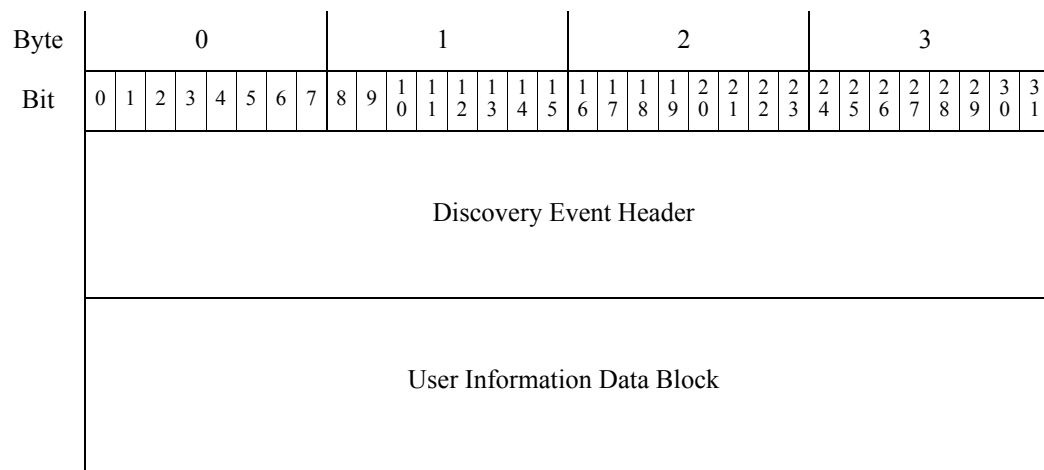 Byte 0 1 2 3
Bit 0 1 2 3 4 5 6 7 8 9 10 11 12 13 14 15 16 17 18 19 20 21 22 23 24 25 26 27 28 29 30 31
Discovery Event Header
User Information Data Block